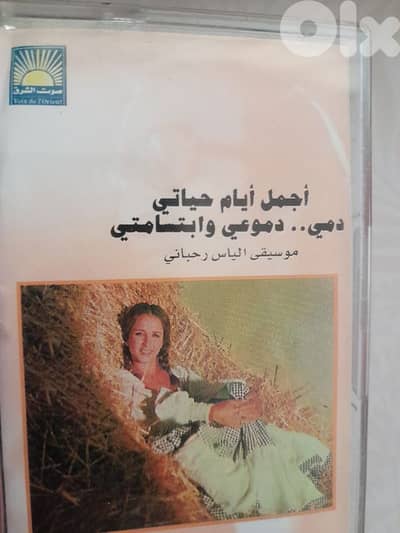 OLX
صوت الشرق
Voix de l'Orient
أجمل أيام حياتي
دمي.. دموعي وابتسامتي
موسيقى الياس رحباني